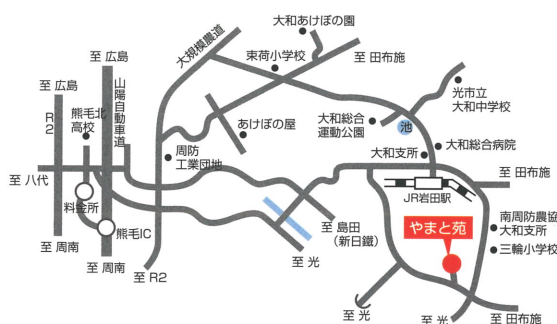 大和あけぼの園
大規模農道
束荷小学校
至 田布施
至 広島
至 広島
山陽自動車道
R2
熊毛北
高校
光市立
大和中学校
大和総合
運動公園
池
あけぼの屋
周防
工業団地
大和支所
大和総合病院
至 八代
JR岩田駅
至 田布施
料金所
熊毛IC
至 周南
至 周南
至 R2
至 島田
(新日鐵)
至 光
やまと苑
南周防農協
大和支所
三輪小学校
至 光
至 光
至 田布施